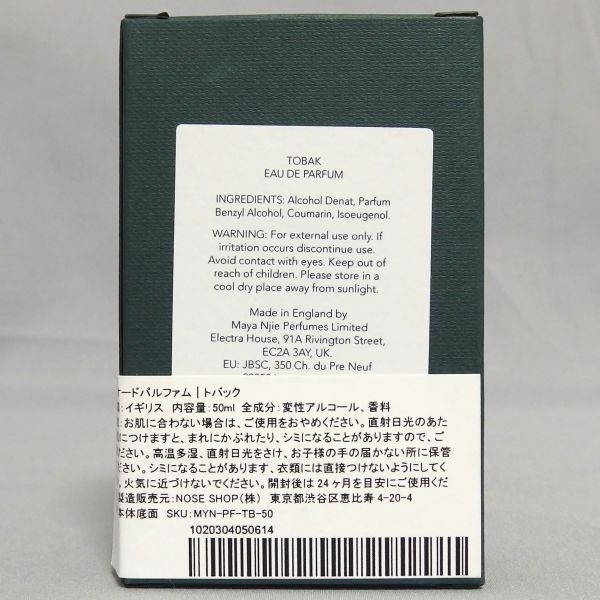 TOBAK
EAU DE PARFUM
INGREDIENTS: Alcohol Denat, Parfum
Benzyl Alcohol, Coumarin, Isoeugenol.
WARNING: For external use only. If
irritation occurs discontinue use.
Avoid contact with eyes. Keep out of
reach of children. Please store in a
cool dry place away from sunlight.
Made in England by
Maya Njie Perfumes Limited
Electra House, 91A Rivington Street,
EC2A 3AY, UK.
EU: JBSC, 350 Ch. du Pre Neuf
ードパルファム | トバック
: イギリス 内容量:50ml 全成分:変性アルコール、香料
: お肌に合わない場合は、ご使用をおやめください。直射日光のあた
肌につけますと、まれにかぶれたり、シミになることがありますので、ご
ださい。高温多湿、直射日光をさけ、お子様の手の届かない所に保管
ださい。シミになることがあります、衣類には直接つけないようにしてく
、火気に近づけないでください。開封後は24ヶ月を目安にご使用くだ
製造販売元:NOSE SHOP(株) 東京都渋谷区恵比寿4-20-4
本体底面 SKU:MYN-PF-TB-50
1020304050614